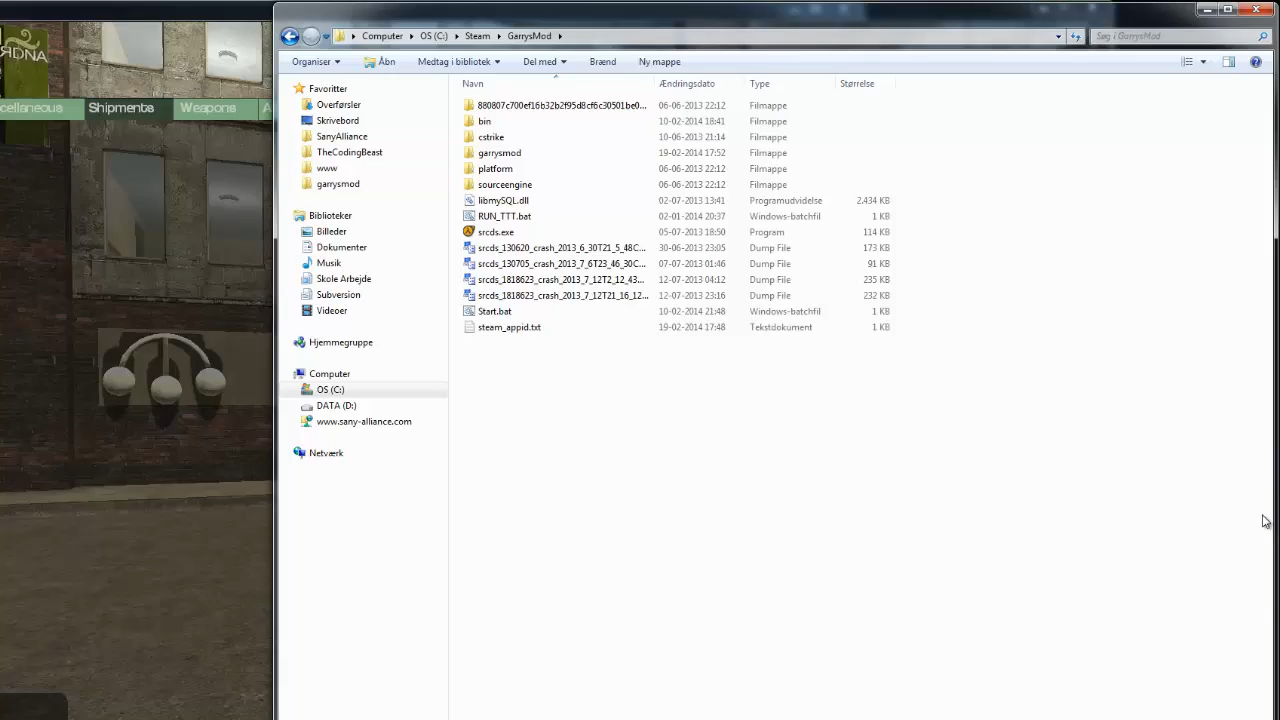 ANDR
cellaneous Shipments Weapons A
Computer OS (C:) Steam GarrysMod
Søg i GarrysMod
Organiser Åbn Medtag i bibliotek Del med Brænd Ny mappe
Favoritter
Overførsler
Skrivebord
SanyAlliance
TheCodingBeast
www
garrysmod
Biblioteker
Billeder
Dokumenter
Musik
Skole Arbejde
Subversion
Videoer
Hjemmegruppe
Computer
OS (C:)
DATA (D:)
www.sany-alliance.com
Netværk
Navn Ændringsdato Type Størrelse
880807c700ef16b32b2f95d8cf6c30501be0... 06-06-2013 22:12 Filmappe
bin 10-02-2014 18:41 Filmappe
cstrike 10-06-2013 21:14 Filmappe
garrysmod 19-02-2014 17:52 Filmappe
platform 06-06-2013 22:12 Filmappe
sourceengine 06-06-2013 22:12 Filmappe
libmySQL.dll 02-07-2013 13:41 Programudvidelse 2.434 KB
RUN_TTT.bat 02-01-2014 20:37 Windows-batchfil 1 KB
srcds.exe 05-07-2013 18:50 Program 114 KB
srcds_130620_crash_2013_6_30T21_5_48C... 30-06-2013 23:05 Dump File 173 KB
srcds_130705_crash_2013_7_6T23_46_30C... 07-07-2013 01:46 Dump File 91 KB
srcds_1818623_crash_2013_7_12T2_12_43... 12-07-2013 04:12 Dump File 235 KB
srcds_1818623_crash_2013_7_12T21_16_12... 12-07-2013 23:16 Dump File 232 KB
Start.bat 10-02-2014 21:48 Windows-batchfil 1 KB
steam_appid.txt 19-02-2014 17:48 Tekstdokument 1 KB